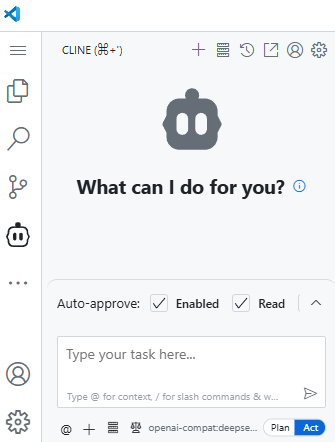 CLINE (⌘+')
What can I do for you?
Auto-approve: Enabled Read
Type your task here...
Type @ for context, / for slash commands & w...
@ openai-compat:deepse... Plan Act